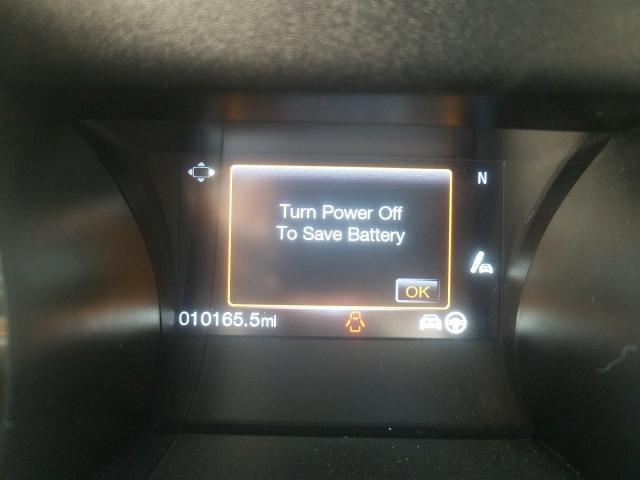 N
Turn Power Off
To Save Battery
OK
010165.5mi